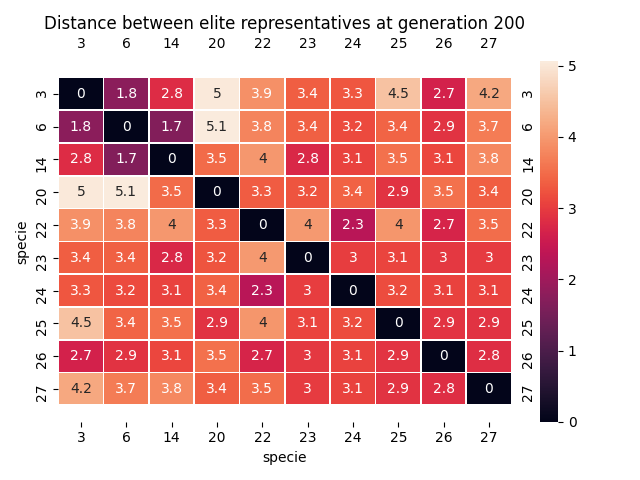 Distance between elite representatives at generation 200
3 6 14 20 22 23 24 25 26 27
3 0 1.8 2.8 5 3.9 3.4 3.3 4.5 2.7 4.2 3
6 1.8 0 1.7 5.1 3.8 3.4 3.2 3.4 2.9 3.7 6
14 2.8 1.7 0 3.5 4 2.8 3.1 3.5 3.1 3.8 14
20 5 5.1 3.5 0 3.3 3.2 3.4 2.9 3.5 3.4 20
22 3.9 3.8 4 3.3 0 4 2.3 4 2.7 3.5 22
23 3.4 3.4 2.8 3.2 4 0 3 3.1 3 3 23
24 3.3 3.2 3.1 3.4 2.3 3 0 3.2 3.1 3.1 24
25 4.5 3.4 3.5 2.9 4 3.1 3.2 0 2.9 2.9 25
26 2.7 2.9 3.1 3.5 2.7 3 3.1 2.9 0 2.8 26
27 4.2 3.7 3.8 3.4 3.5 3 3.1 2.9 2.8 0 27
3 6 14 20 22 23 24 25 26 27
specie
specie
5
4
3
2
1
0